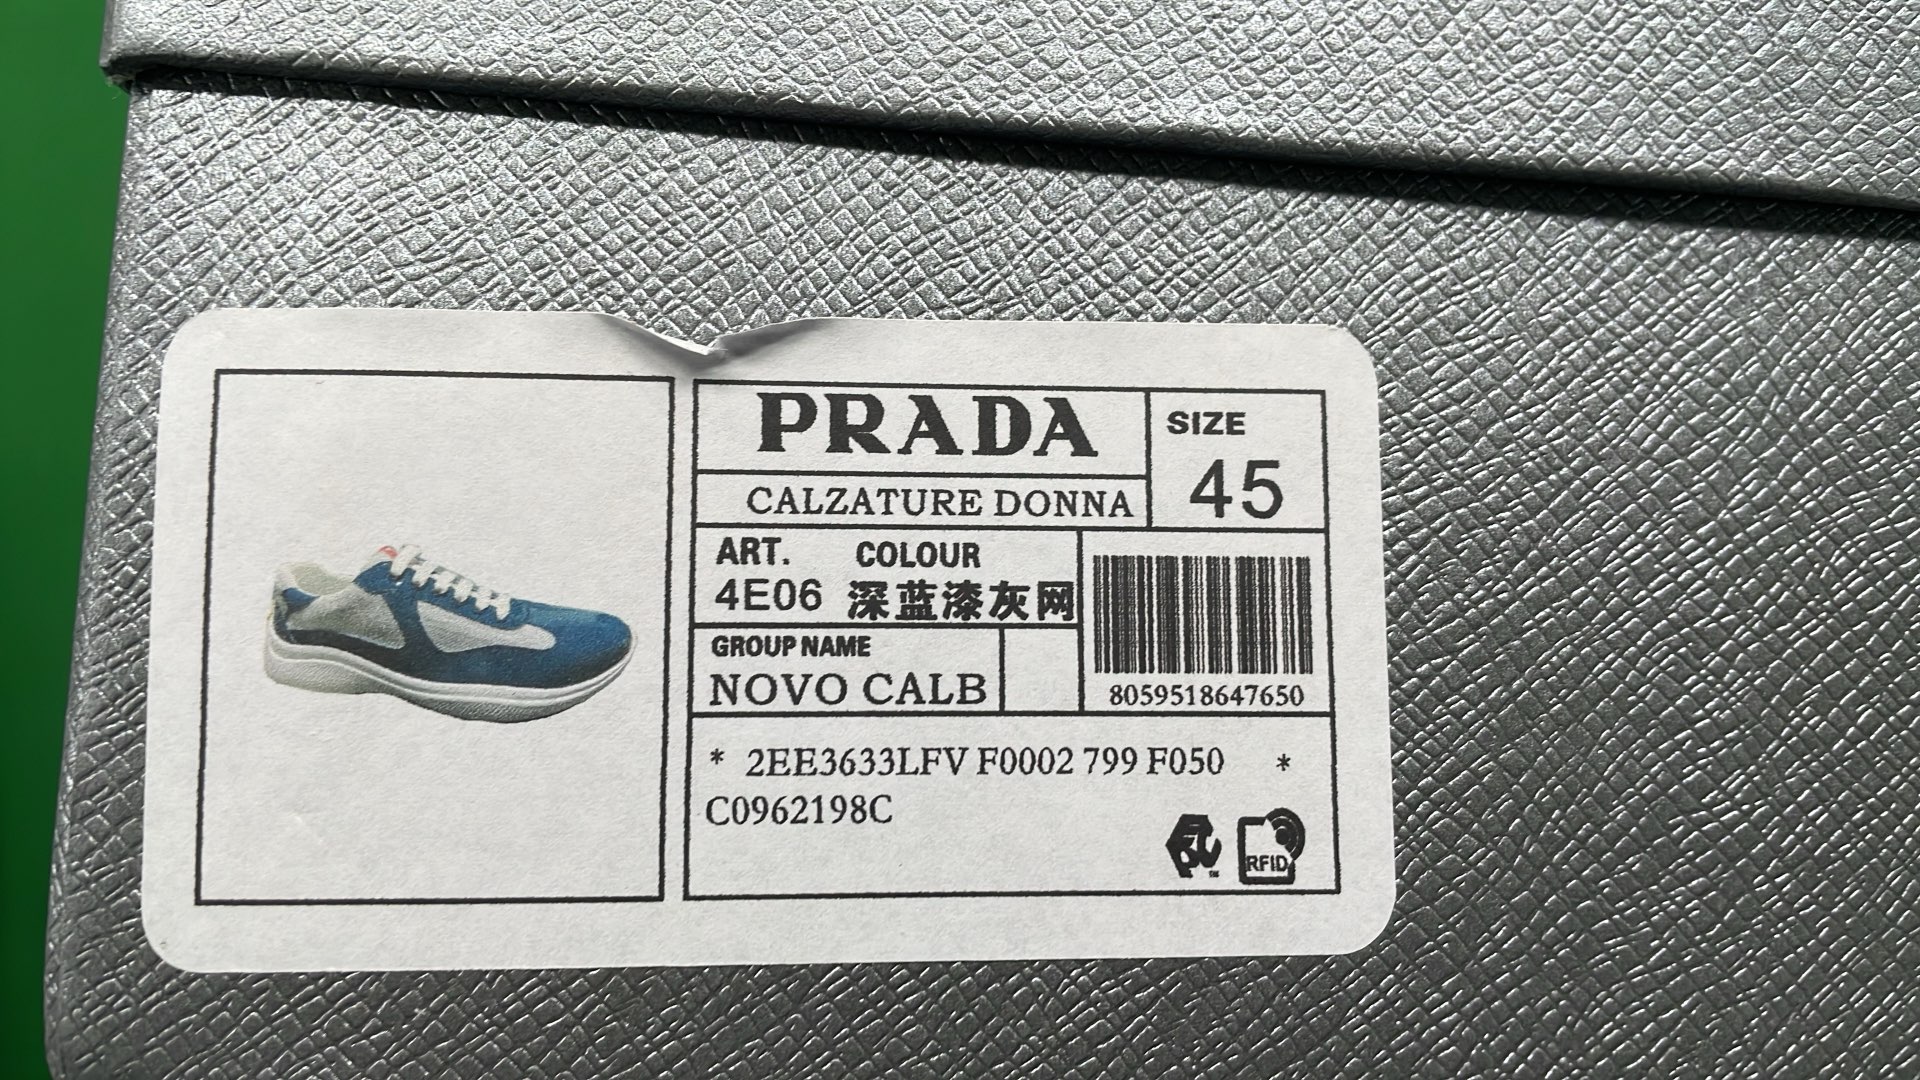 PRADA
SIZE
45
CALZATURE DONNA
ART. COLOUR
4E06 深蓝漆灰网
GROUP NAME
NOVO CALB
8059518647650
* 2EE3633LFV F0002 799 F050 *
C0962198C
RFID